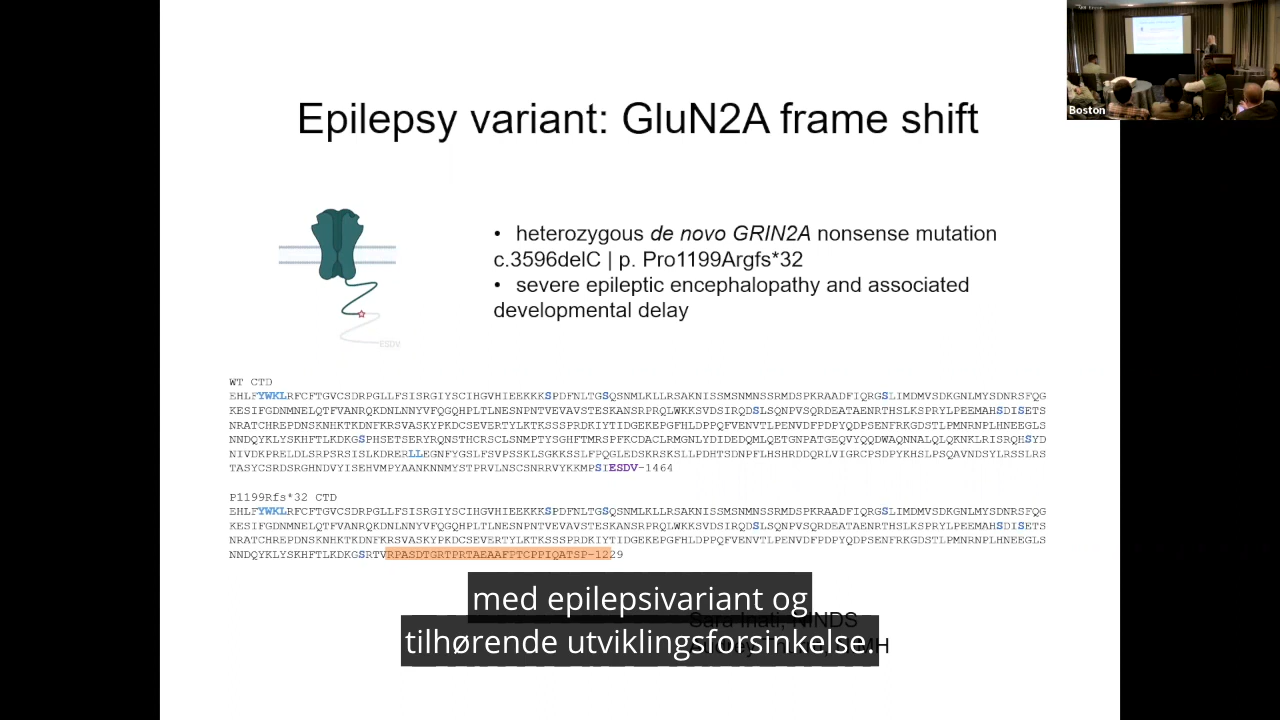 Boston
Epilepsy variant: GluN2A frame shift
• heterozygous de novo GRIN2A nonsense mutation
c.3596delC | p. Pro1199Argfs*32
• severe epileptic encephalopathy and associated
developmental delay
ESDV
WT CTD
EHLFYWKLRFCFTGVCSDRPGLLFSISRGIYSCIHGVHIEEKKKSPDFNLTGSQSNMLKLLRSAKNISSMSNMNSSRMDSPKRAADFIQRGSLIMDMVSDKGNLMYSDNRSFQG
KESIFGDNMNELQTFVANRQKDNLNNYVFQGQHPLTLNESNPNTVEVAVSTESKANSRPRQLWKKSVDSIRQDSLSQNPVSQRDEATAENRTHSLKSPRYLPEEMAHSDISETS
NRATCHREPDNSKNHKTKDNFKRSVASKYPKDCSEVERTYLKTKSSSPRDKIYTIDGEKEPGFHLDPPQFVENVTLPENVDFPDPYQDPSENFRKGDSTLPMNRNPLHNEEGLS
NNDQYKLYSKHFTLKDKGSPHSETSERYRQNSTHCRSCLSNMPTYSGHFTMRSPFKCDACLRMGNLYDIDEDQMLQETGNPATGEQVYQQDWAQNNALQLQKNKLRISRQHSYD
NIVDKPRELDLSRPSRSISLKDRERLLEGNFYGSLFSVPSSKLSGKKSSLFPQGLEDSKRSKSLLPDHTSDNPFLHSHRDDQRLVIGRCPSDPYKHSLPSQAVNDSYLRSSLRS
TASYCSRDSRGHNDVYISEHVMPYAANKNNMYSTPRVLNSCSNRRVYKKMPSIESDV-1464
P1199Rfs*32 CTD
EHLFYWKLRFCFTGVCSDRPGLLFSISRGIYSCIHGVHIEEKKKSPDFNLTGSQSNMLKLLRSAKNISSMSNMNSSRMDSPKRAADFIQRGSLIMDMVSDKGNLMYSDNRSFQG
KESIFGDNMNELQTFVANRQKDNLNNYVFQGQHPLTLNESNPNTVEVAVSTESKANSRPRQLWKKSVDSIRQDSLSQNPVSQRDEATAENRTHSLKSPRYLPEEMAHSDISETS
NRATCHREPDNSKNHKTKDNFKRSVASKYPKDCSEVERTYLKTKSSSPRDKIYTIDGEKEPGFHLDPPQFVENVTLPENVDFPDPYQDPSENFRKGDSTLPMNRNPLHNEEGLS
NNDQYKLYSKHFTLKDKGSRTVRPASDTGRTPRTAEAAFPTCPPIQATSP-1229
med epilepsivariant og
tilhørende utviklingsforsinkelse.